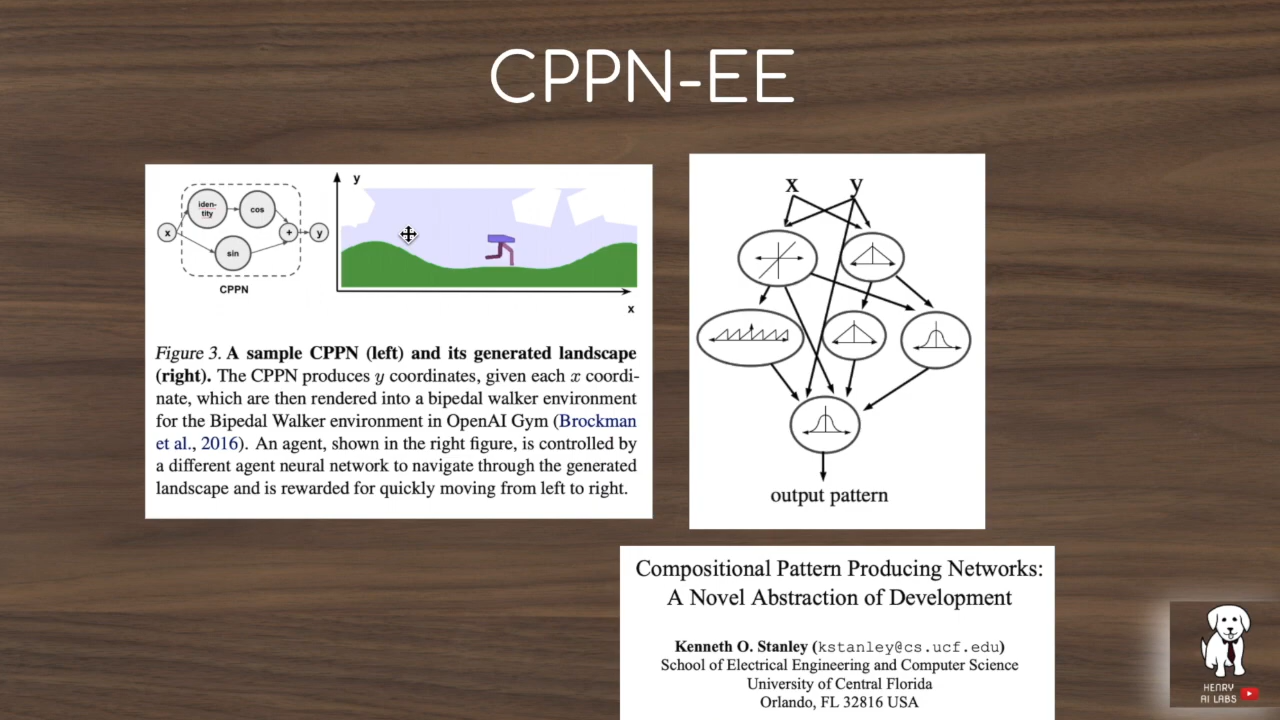 CPPN-EE
iden-
tity
cos
x
+
y
sin
CPPN
y
x
Figure 3. A sample CPPN (left) and its generated landscape
(right). The CPPN produces y coordinates, given each x coordi-
nate, which are then rendered into a bipedal walker environment
for the Bipedal Walker environment in OpenAI Gym (Brockman
et al., 2016). An agent, shown in the right figure, is controlled by
a different agent neural network to navigate through the generated
landscape and is rewarded for quickly moving from left to right.
x y
output pattern
Compositional Pattern Producing Networks:
A Novel Abstraction of Development
Kenneth O. Stanley (kstanley@cs.ucf.edu)
School of Electrical Engineering and Computer Science
University of Central Florida
Orlando, FL 32816 USA
HENRY
AI LABS